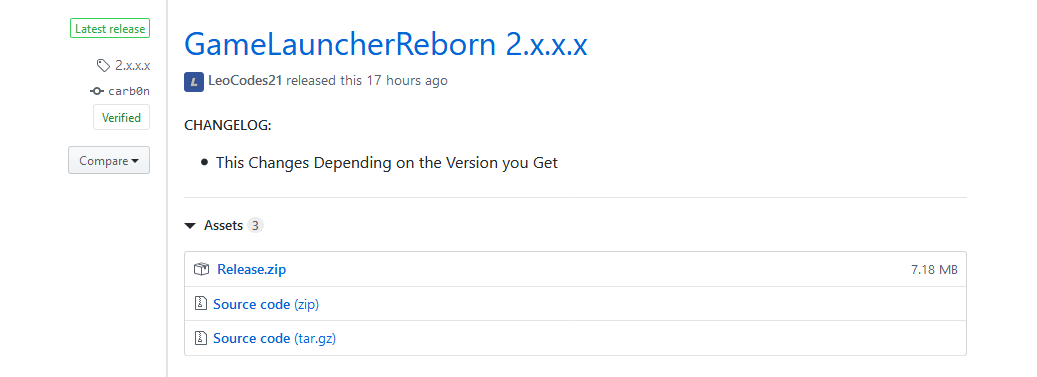 Latest release
2.x.x.x
carb0n
Verified
Compare
GameLauncherReborn 2.x.x.x
L LeoCodes21 released this 17 hours ago
CHANGELOG:
• This Changes Depending on the Version you Get
Assets 3
Release.zip 7.18 MB
Source code (zip)
Source code (tar.gz)